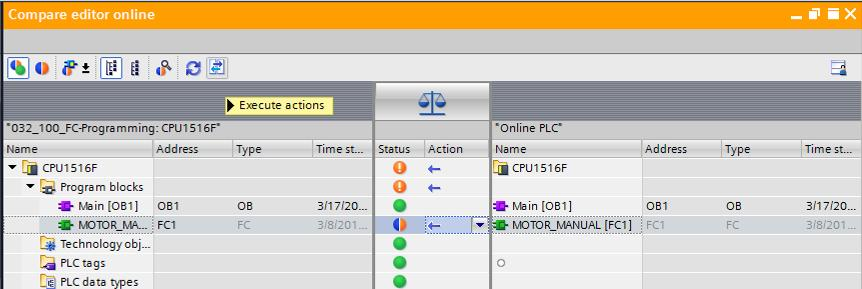 Compare editor online
Execute actions
"032_100_FC-Programming: CPU1516F" "Online PLC"
Name Address Type Time st... Status Action Name Address Type Time st...
CPU1516F CPU1516F
Program blocks
Main [OB1] OB1 OB 3/17/20... Main [OB1] OB1 OB 3/17/20...
MOTOR_MA... FC1 FC 3/8/201... MOTOR_MANUAL [FC1] FC1 FC 3/8/201...
Technology obj...
PLC tags
PLC data types